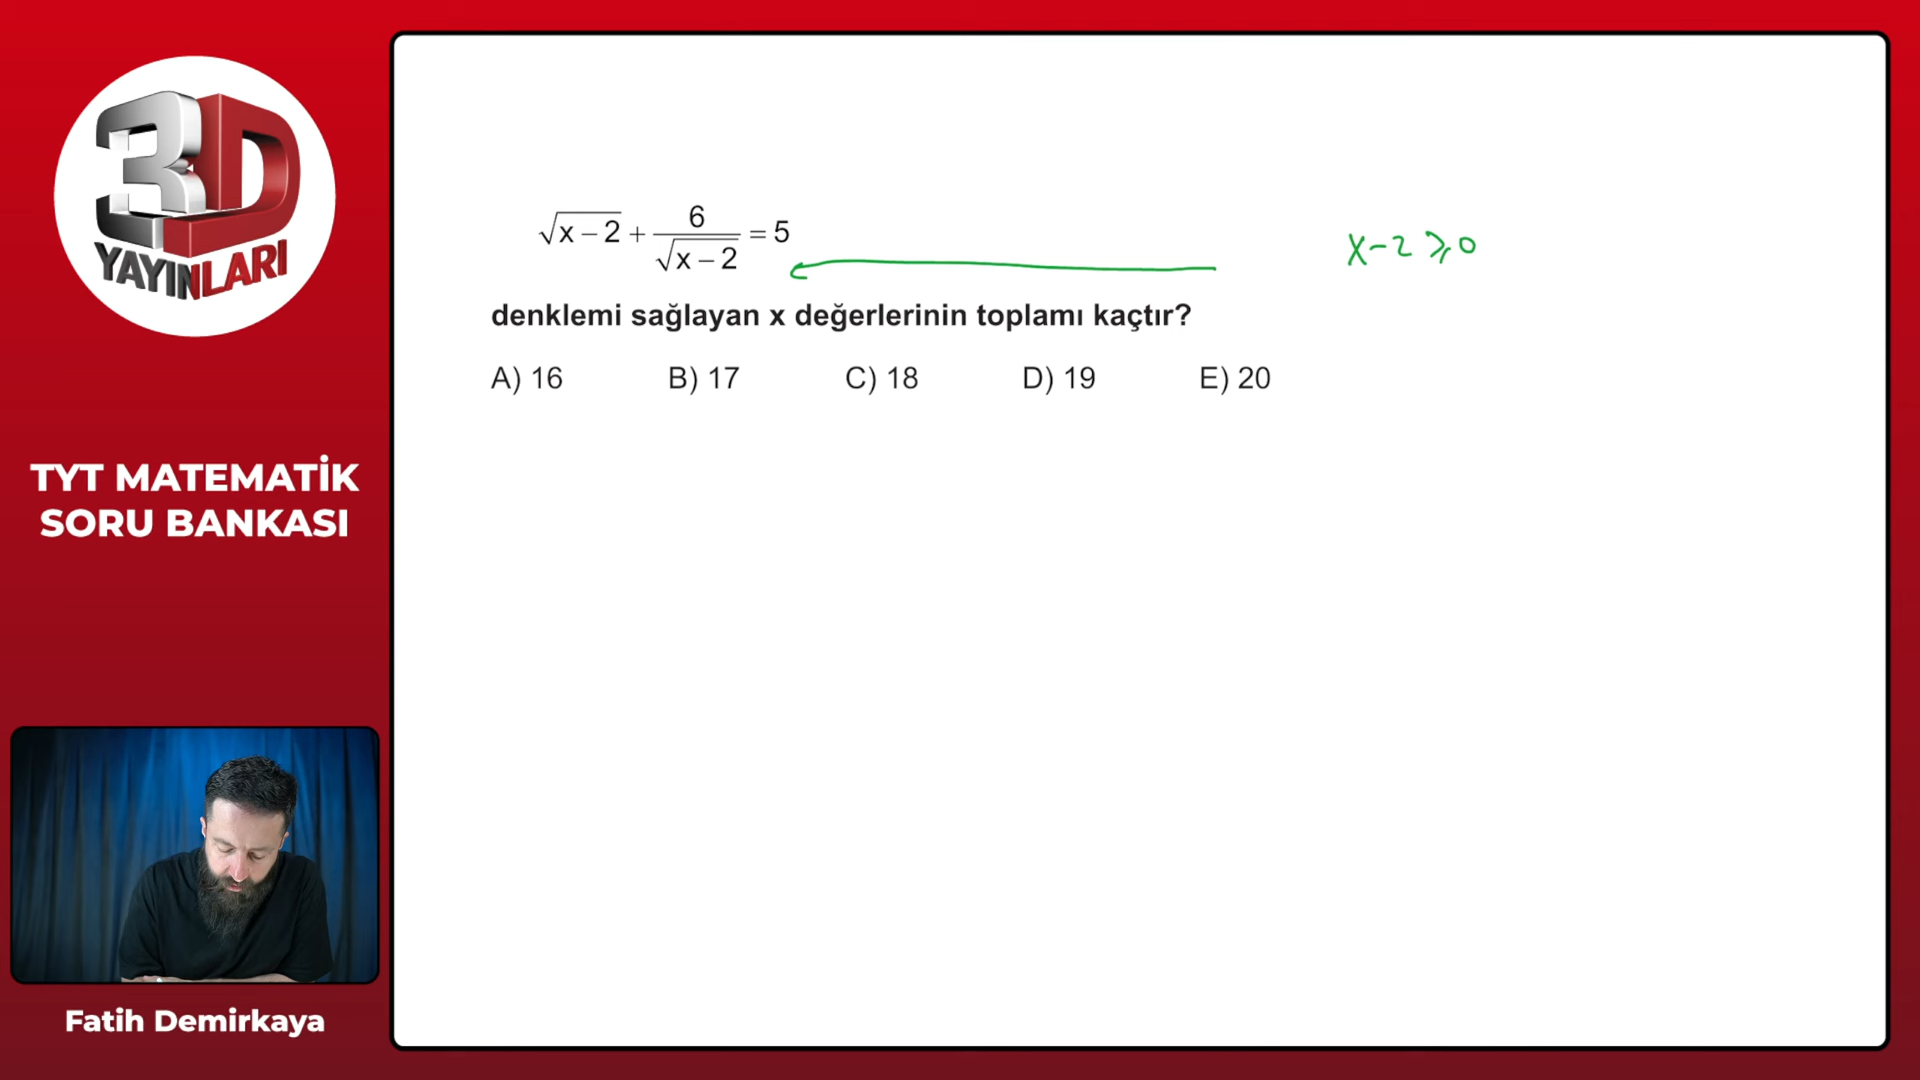 3D
YAYINLARI
TYT MATEMATİK
SORU BANKASI
Fatih Demirkaya
√x – 2 + 6/√x – 2 = 5
x-2 ⩾ 0
denklemi sağlayan x değerlerinin toplamı kaçtır?
A) 16 B) 17 C) 18 D) 19 E) 20